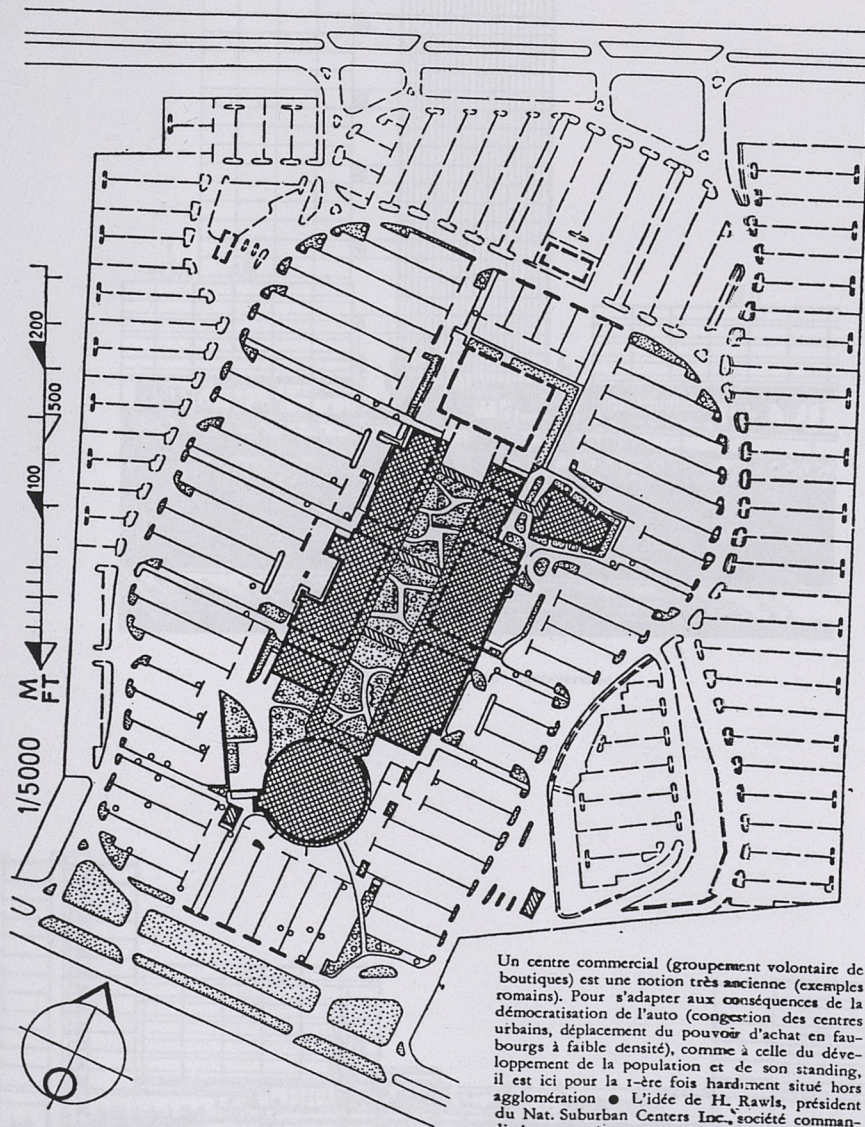 200
500
100
M
FT
1/5000
Un centre commercial (groupement volontaire de
boutiques) est une notion très ancienne (exemples
romains). Pour s'adapter aux conséquences de la
démocratisation de l'auto (congestion des centres
urbains, déplacement du pouvoir d'achat en fau-
bourgs à faible densité), comme à celle du déve-
loppement de la population et de son standing,
il est ici pour la 1-ère fois hardiment situé hors
agglomération ● L'idée de H. Rawls, président
du Nat. Suburban Centers Inc., société comman-